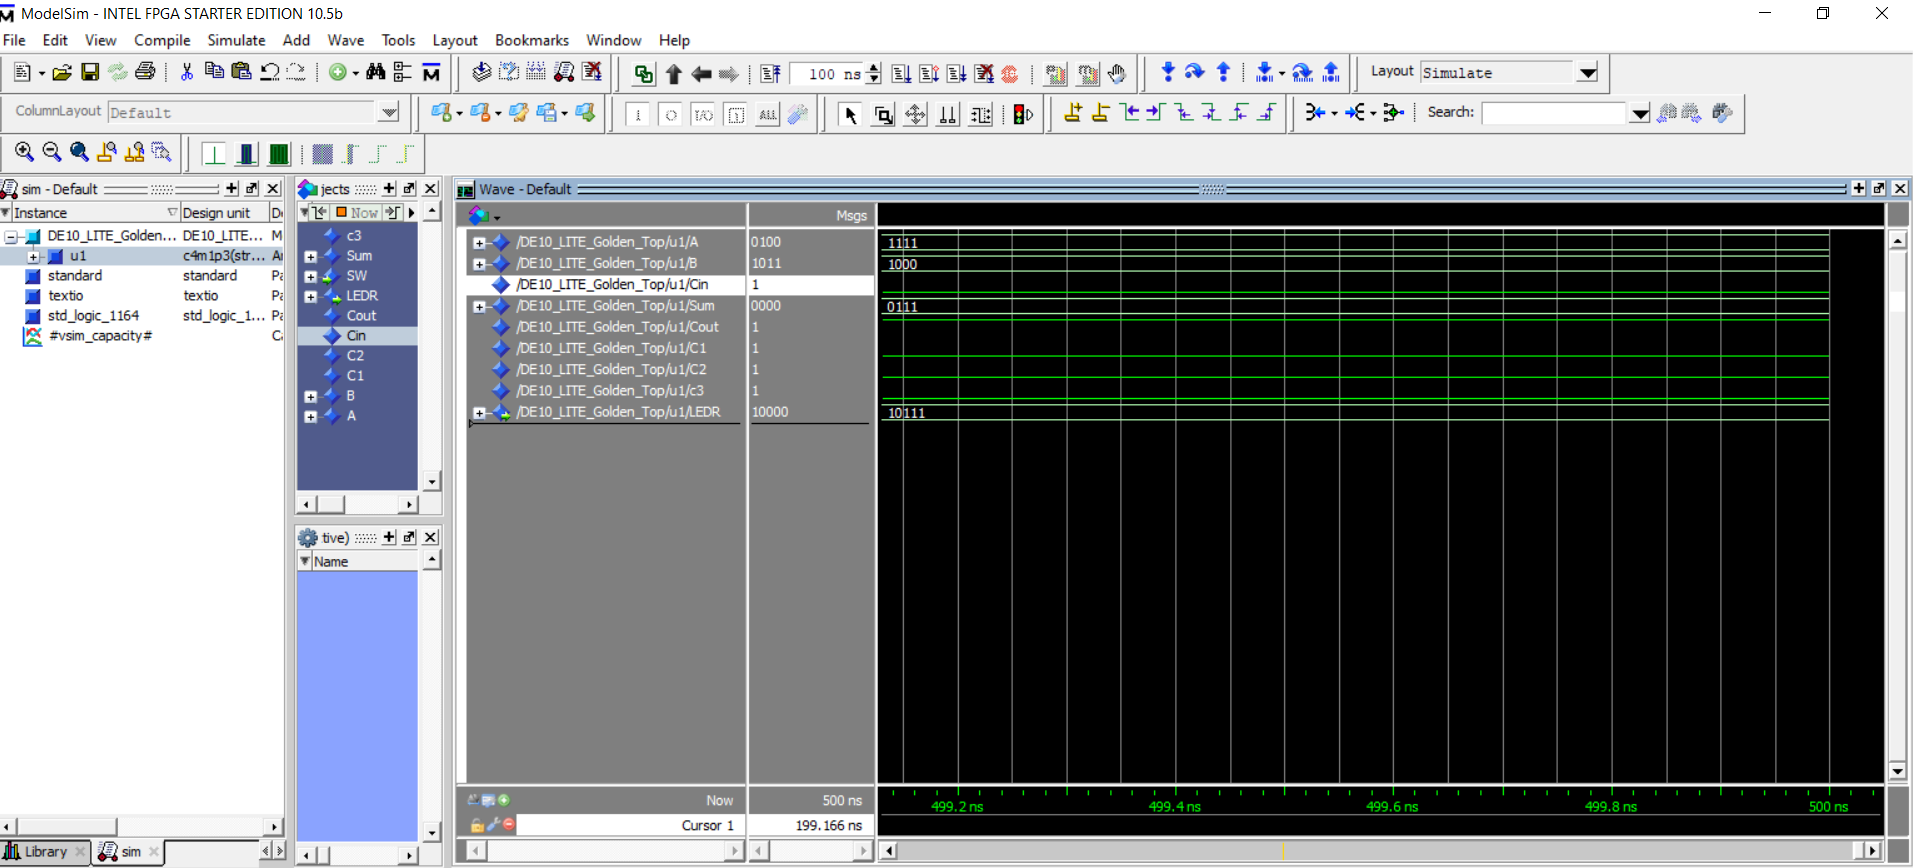 ModelSim - INTEL FPGA STARTER EDITION 10.5b
File Edit View Compile Simulate Add Wave Tools Layout Bookmarks Window Help
100 ns
Layout Simulate
ColumnLayout Default
Search:
sim - Default
Instance Design unit
DE10_LITE_Golden... DE10_LITE... M
u1 c4m1p3(str... Ar
standard standard Pa
textio textio Pa
std_logic_1164 std_logic_1... Pa
#vsim_capacity# Ca
Library
sim
jects
Now
c3
Sum
SW
LEDR
Cout
Cin
C2
C1
B
A
tive)
Name
Wave - Default
Msgs
/DE10_LITE_Golden_Top/u1/A 0100 1111
/DE10_LITE_Golden_Top/u1/B 1011 1000
/DE10_LITE_Golden_Top/u1/Cin 1
/DE10_LITE_Golden_Top/u1/Sum 0000 0111
/DE10_LITE_Golden_Top/u1/Cout 1
/DE10_LITE_Golden_Top/u1/C1 1
/DE10_LITE_Golden_Top/u1/C2 1
/DE10_LITE_Golden_Top/u1/c3 1
/DE10_LITE_Golden_Top/u1/LEDR 10000 10111
Now 500 ns
499.2 ns 499.4 ns 499.6 ns 499.8 ns 500 ns
Cursor 1 199.166 ns